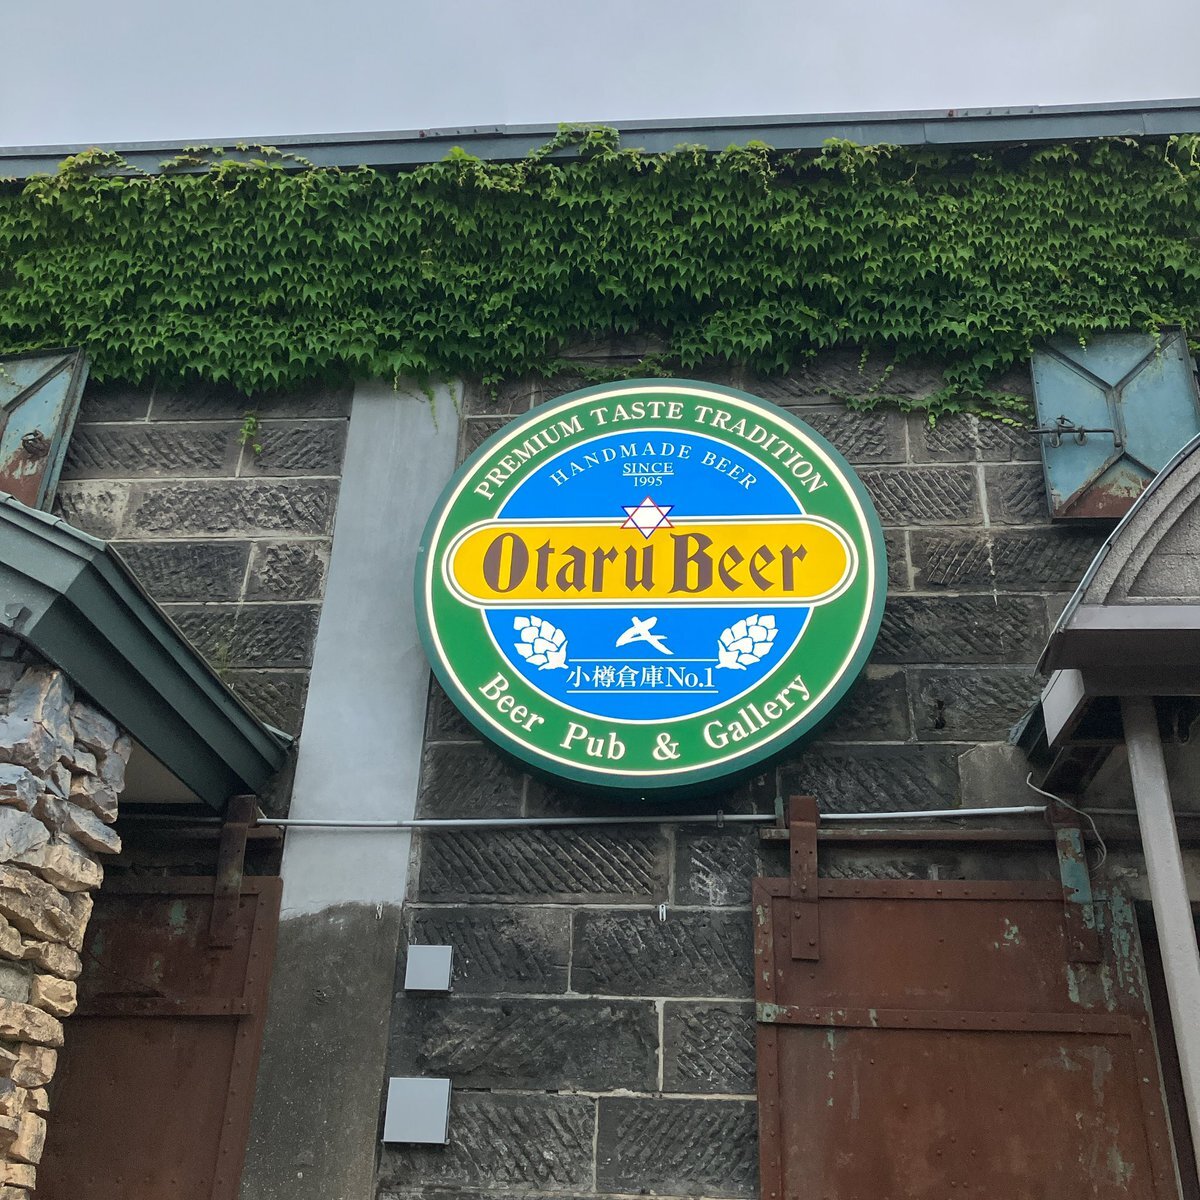 PREMIUM TASTE TRADITION
HANDMADE BEER
SINCE
1995
Otaru Beer
小樽倉庫No.1
Beer Pub & Gallery